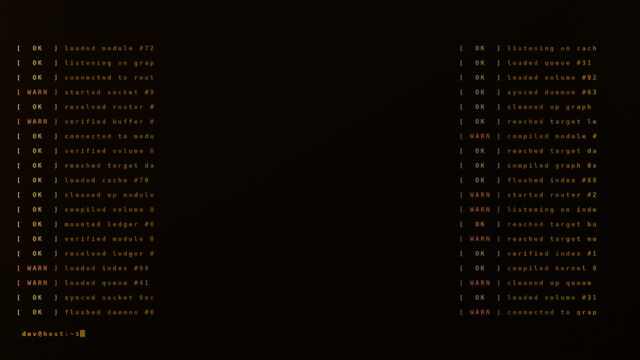 [ OK ] loaded module #72
[ OK ] listening on grap
[ OK ] connected to rout
[ WARN ] started socket #9
[ OK ] resolved router #
[ WARN ] verified buffer #
[ OK ] connected to modu
[ OK ] verified volume 0
[ OK ] reached target da
[ OK ] loaded cache #70
[ OK ] cleaned up module
[ OK ] compiled volume 0
[ OK ] mounted ledger #8
[ OK ] verified module 0
[ OK ] resolved ledger #
[ WARN ] loaded index #99
[ WARN ] loaded queue #41
[ OK ] synced socket 0xc
[ OK ] flushed daemon #8
dev@host:~$
[ OK ] listening on cach
[ OK ] loaded queue #31
[ OK ] loaded volume #92
[ OK ] synced daemon #63
[ OK ] cleaned up graph
[ OK ] reached target le
[ WARN ] compiled module #
[ OK ] reached target da
[ OK ] compiled graph 0x
[ OK ] flushed index #88
[ WARN ] started router #2
[ WARN ] listening on inde
[ OK ] reached target bu
[ WARN ] reached target mo
[ OK ] verified index #1
[ OK ] compiled kernel 0
[ WARN ] cleaned up queue
[ OK ] loaded volume #31
[ WARN ] connected to grap